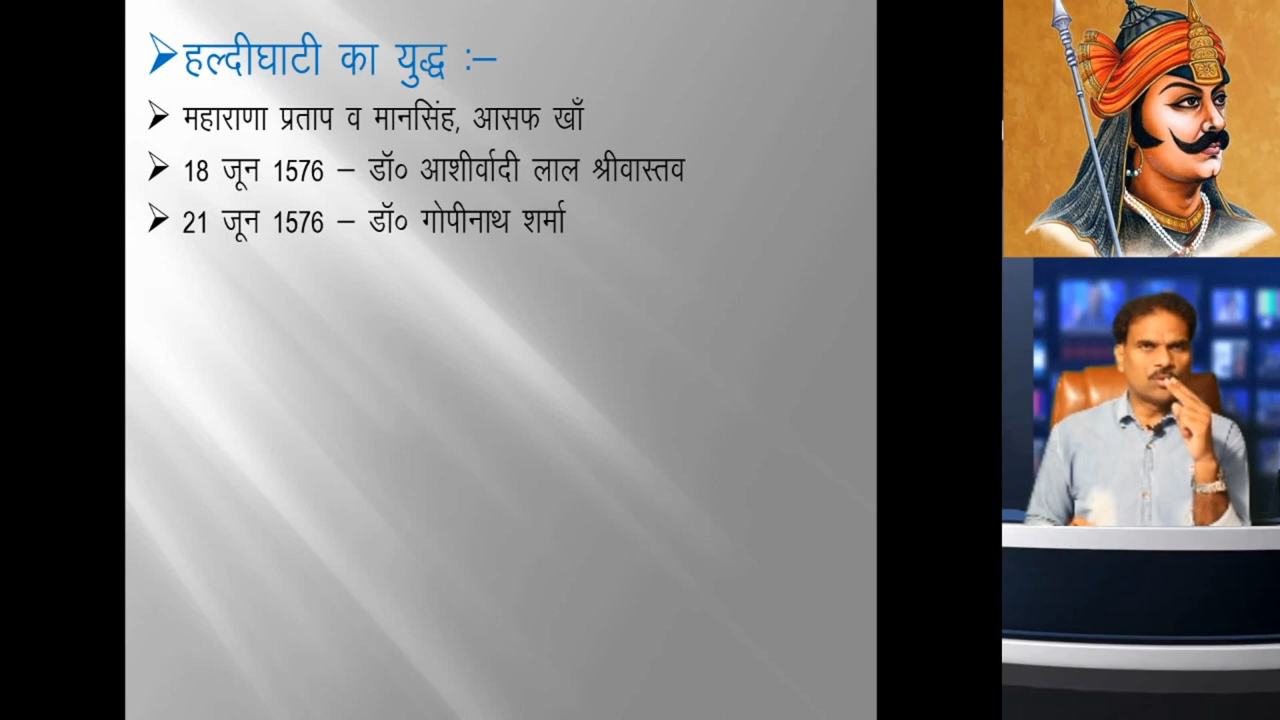 हल्दीघाटी का युद्ध :–
महाराणा प्रताप व मानसिंह, आसफ खाँ
18 जून 1576 – डॉ० आशीर्वादी लाल श्रीवास्तव
21 जून 1576 – डॉ० गोपीनाथ शर्मा